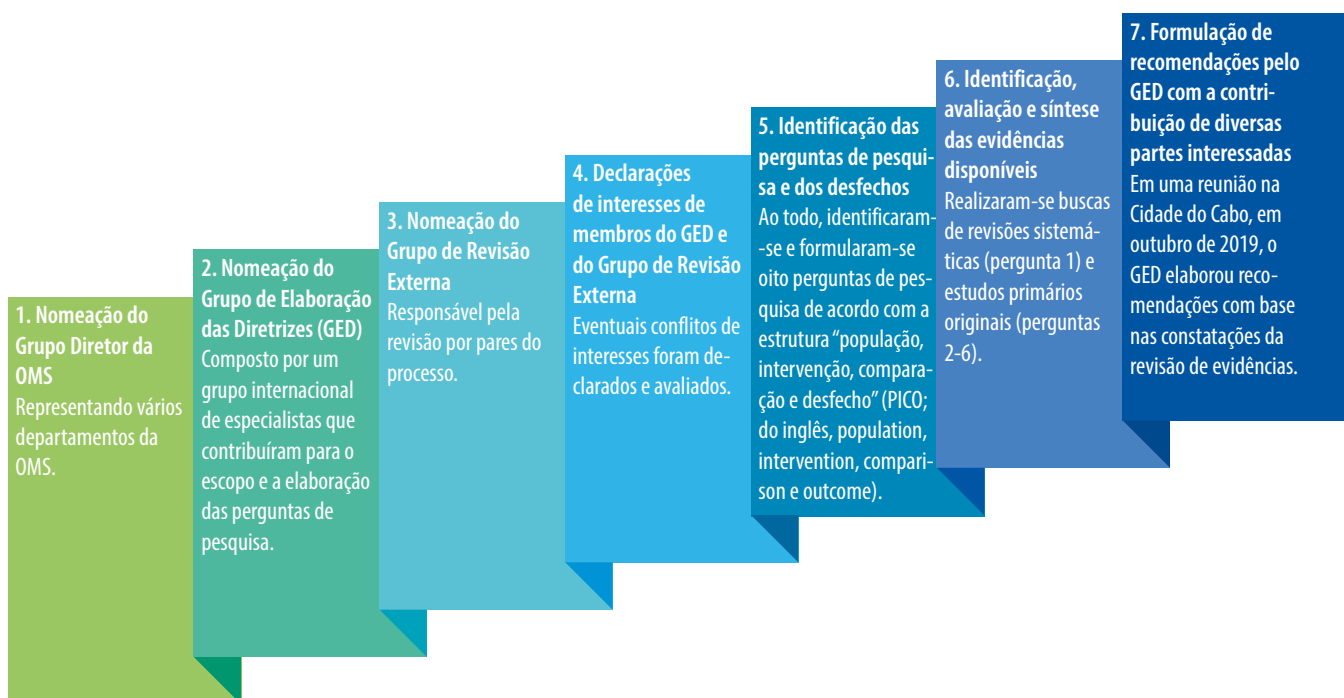 1. Nomeação do
Grupo Diretor da
OMS
Representando vários
departamentos da
OMS.
2. Nomeação do
Grupo de Elaboração
das Diretrizes (GED)
Composto por um
grupo internacional
de especialistas que
contribuíram para o
escopo e a elaboração
das perguntas de
pesquisa.
3. Nomeação do
Grupo de Revisão
Externa
Responsável pela
revisão por pares do
processo.
4. Declarações
de interesses de
membros do GED e
do Grupo de Revisão
Externa
Eventuais conflitos de
interesses foram de-
clarados e avaliados.
5. Identificação das
perguntas de pesqui-
sa e dos desfechos
Ao todo, identificaram-
-se e formularam-se
oito perguntas de pes-
quisa de acordo com a
estrutura “população,
intervenção, compara-
ção e desfecho” (PICO;
do inglês, population,
intervention, compari-
son e outcome).
6. Identificação,
avaliação e síntese
das evidências
disponíveis
Realizaram-se buscas
de revisões sistemá-
ticas (pergunta 1) e
estudos primários
originais (perguntas
2-6).
7. Formulação de
recomendações pelo
GED com a contri-
buição de diversas
partes interessadas
Em uma reunião na
Cidade do Cabo, em
outubro de 2019, o
GED elaborou reco-
mendações com base
nas constatações da
revisão de evidências.